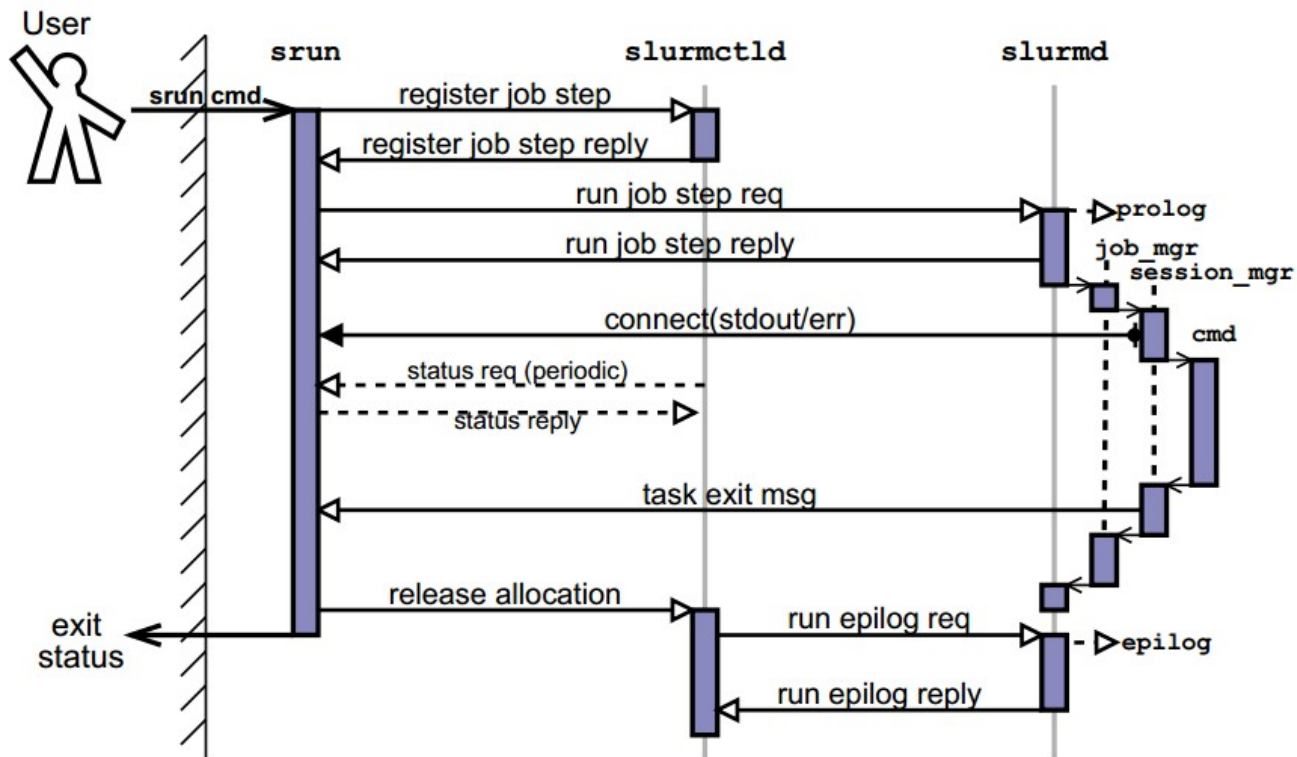 User
srun slurmctld slurmd
srun cmd
register job step
register job step reply
run job step req
prolog
run job step reply
job_mgr
session_mgr
connect(stdout/err)
cmd
status req (periodic)
status reply
task exit msg
release allocation
run epilog req
exit
status
epilog
run epilog reply